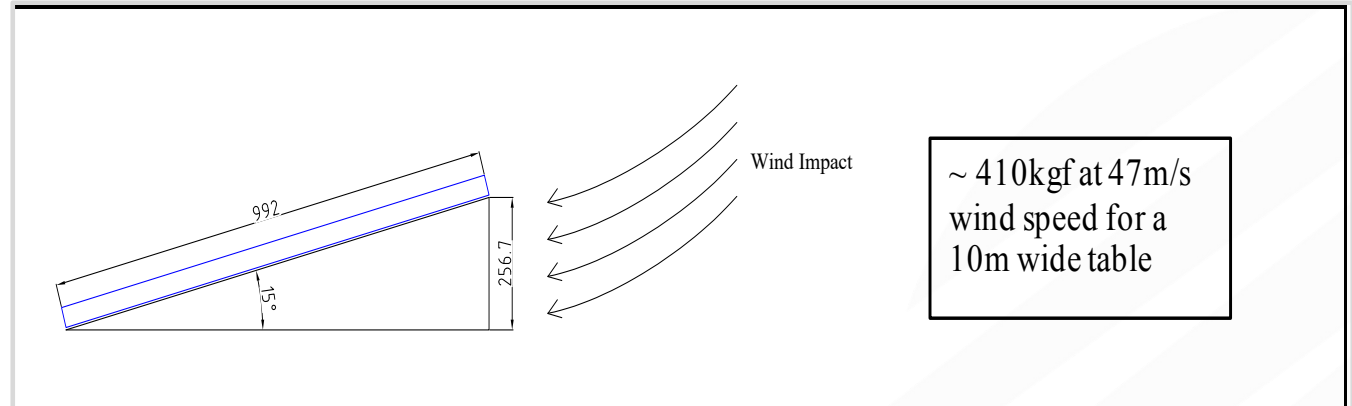 992
15°
256.7
Wind Impact
~ 410kgf at 47m/s
wind speed for a
10m wide table